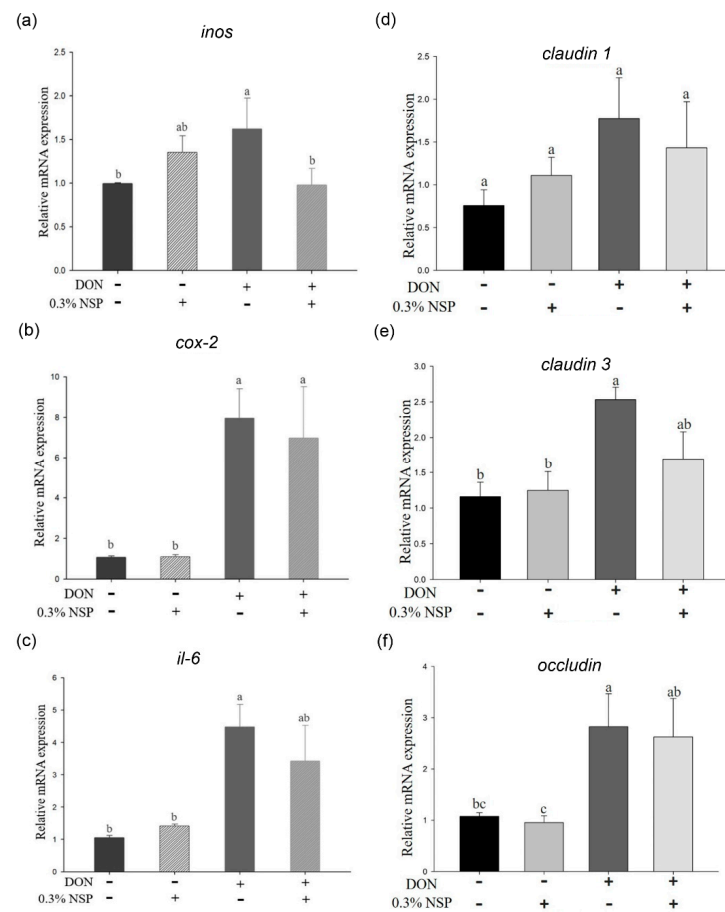 (a)
inos
Relative mRNA expression
2.5
2.0
1.5
1.0
0.5
0.0
b ab a b
DON - - + +
0.3% NSP - + - +
(b)
cox-2
Relative mRNA expression
10
8
6
4
2
0
b b a a
DON - - + +
0.3% NSP - + - +
(c)
il-6
Relative mRNA expression
6
5
4
3
2
1
0
b b a ab
DON - - + +
0.3% NSP - + - +
(d)
claudin 1
Relative mRNA expression
2.5
2.0
1.5
1.0
0.5
0.0
a a a a
DON - - + +
0.3% NSP - + - +
(e)
claudin 3
Relative mRNA expression
3.0
2.5
2.0
1.5
1.0
0.5
0.0
b b a ab
DON - - + +
0.3% NSP - + - +
(f)
occludin
Relative mRNA expression
4
3
2
1
0
bc c a ab
DON - - + +
0.3% NSP - + - +